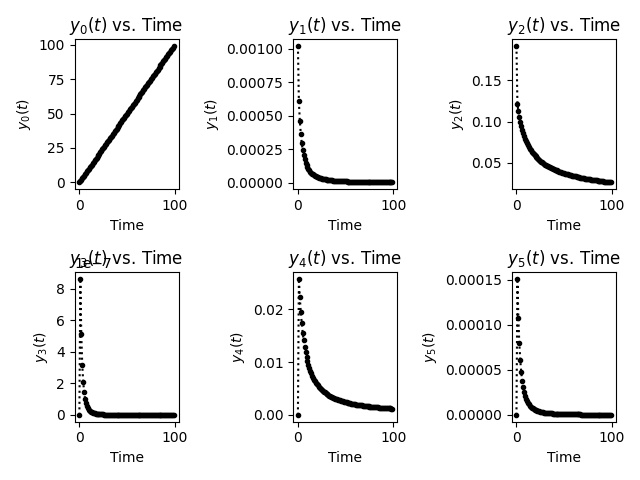 y₀(t) vs. Time
y₁(t) vs. Time
y₂(t) vs. Time
100
75
50
25
0
y₀(t)
0 100
Time
0.00100
0.00075
0.00050
0.00025
0.00000
y₁(t)
0 100
Time
0.15
0.10
0.05
y₂(t)
0 100
Time
y₃(t) vs. Time
1e−7
y₄(t) vs. Time
y₅(t) vs. Time
8
6
4
2
0
y₃(t)
0 100
Time
0.02
0.01
0.00
y₄(t)
0 100
Time
0.00015
0.00010
0.00005
0.00000
y₅(t)
0 100
Time